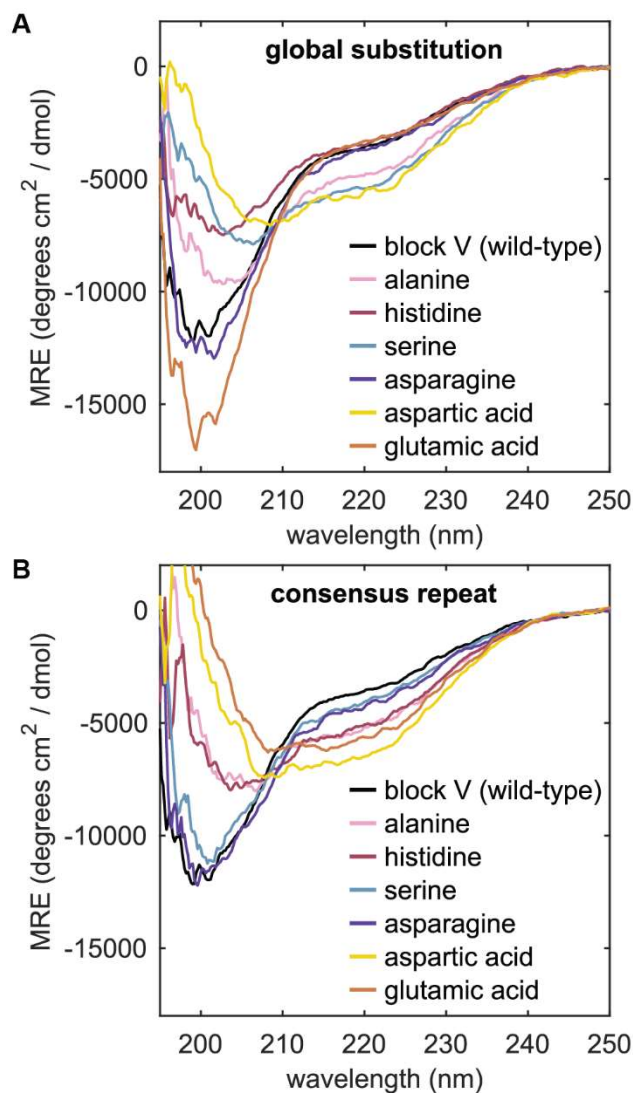 A
global substitution
0
-5000
-10000
-15000
MRE (degrees cm² / dmol)
block V (wild-type)
alanine
histidine
serine
asparagine
aspartic acid
glutamic acid
200 210 220 230 240 250
wavelength (nm)
B
consensus repeat
0
-5000
-10000
-15000
MRE (degrees cm² / dmol)
block V (wild-type)
alanine
histidine
serine
asparagine
aspartic acid
glutamic acid
200 210 220 230 240 250
wavelength (nm)